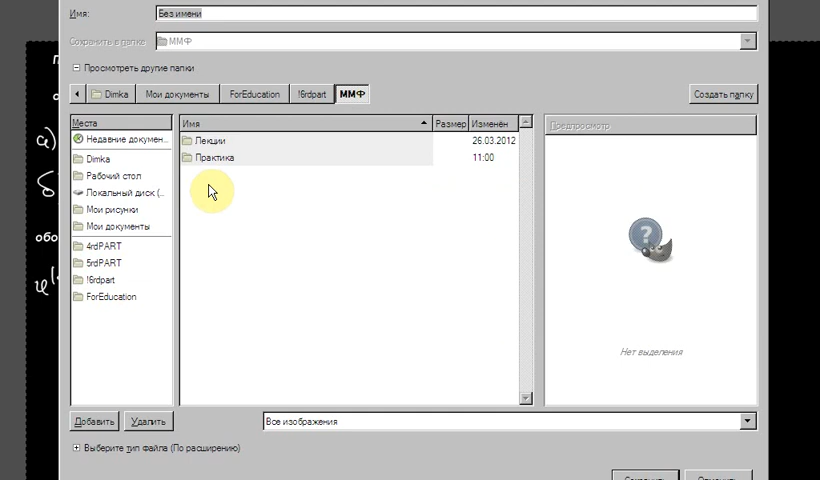 Имя: Без имени
Сохранить в папке: ММФ
Просмотреть другие папки
Dimka Мои документы ForEducation !6rdpart ММФ Создать папку
Места Имя Размер Изменён Предпросмотр
Недавние докумен...
Лекции 26.03.2012
Dimka
Практика 11:00
Рабочий стол
Локальный диск (...
Мои рисунки
Мои документы
4rdPART
5rdPART
!6rdpart
ForEducation
а)
б)
обо
Нет выделения
Добавить Удалить Все изображения
Выберите тип файла (По расширению)